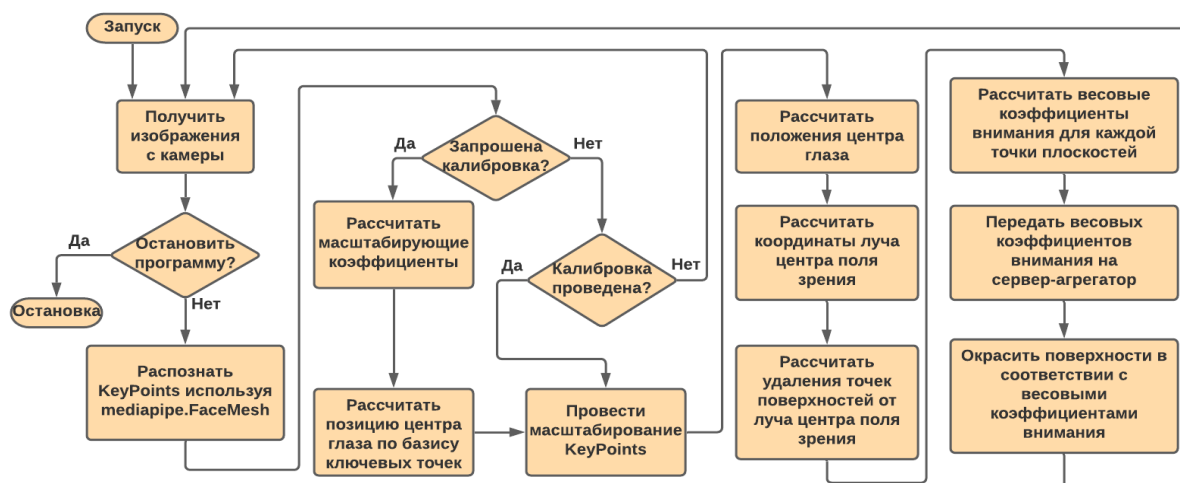 Запуск
Получить
изображения
с камеры
Остановить
программу?
Да
Остановка
Нет
Распознать
KeyPoints используя
mediapipe.FaceMesh
Запрошена
калибровка?
Да
Нет
Рассчитать
масштабирующие
коэффициенты
Калибровка
проведена?
Да
Нет
Рассчитать
позицию центра
глаза по базису
ключевых точек
Провести
масштабирование
KeyPoints
Рассчитать
положения центра
глаза
Рассчитать
координаты луча
центра поля
зрения
Рассчитать
удаления точек
поверхностей от
луча центра поля
зрения
Рассчитать весовые
коэффициенты
внимания для каждой
точки плоскостей
Передать весовых
коэффициентов
внимания на
сервер-агрегатор
Окрасить поверхности в
соответствии с
весовыми
коэффициентами
внимания